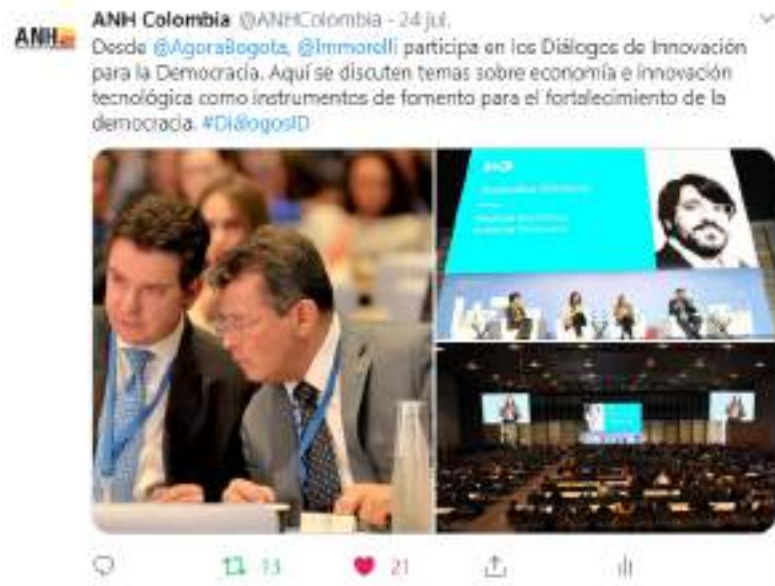 ANH Colombia @ANHColombia - 24 jul.
ANH
Desde @AgoraBogota, @lmmorelli participa en los Diálogos de Innovación
para la Democracia. Aquí se discuten temas sobre economía e innovación
tecnológica como instrumentos de fomento para el fortalecimiento de la
democracia. #DiálogosID
13
21